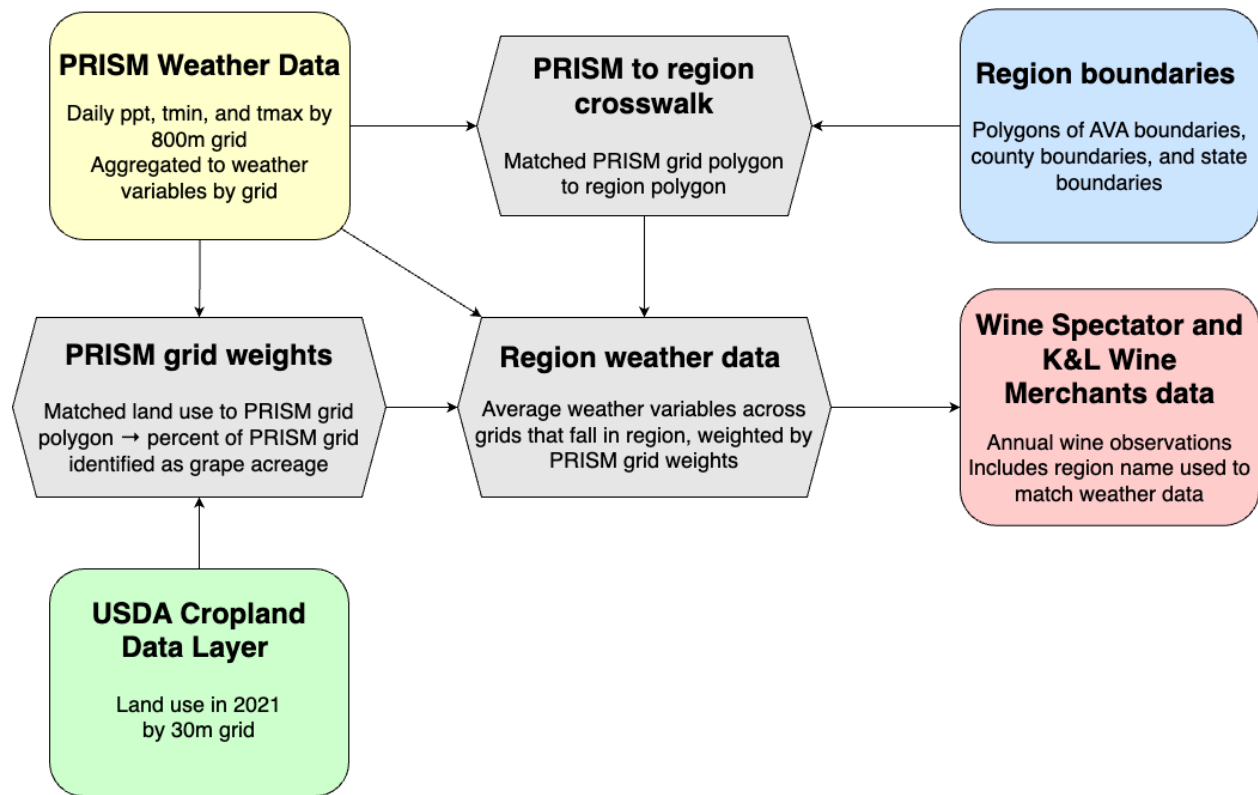 PRISM Weather Data
Daily ppt, tmin, and tmax by
800m grid
Aggregated to weather
variables by grid
PRISM to region
crosswalk
Matched PRISM grid polygon
to region polygon
Region boundaries
Polygons of AVA boundaries,
county boundaries, and state
boundaries
PRISM grid weights
Matched land use to PRISM grid
polygon → percent of PRISM grid
identified as grape acreage
Region weather data
Average weather variables across
grids that fall in region, weighted by
PRISM grid weights
Wine Spectator and
K&L Wine
Merchants data
Annual wine observations
Includes region name used to
match weather data
USDA Cropland
Data Layer
Land use in 2021
by 30m grid